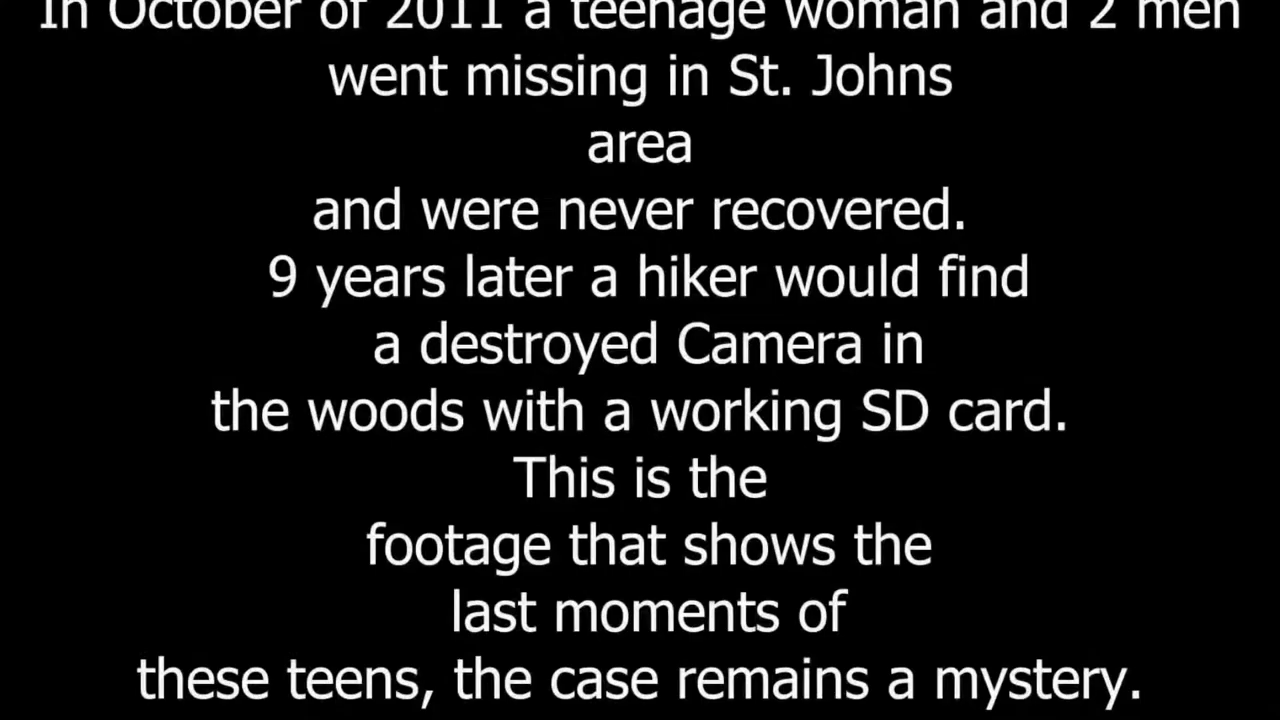 In October of 2011 a teenage woman and 2 men
went missing in St. Johns
area
and were never recovered.
9 years later a hiker would find
a destroyed Camera in
the woods with a working SD card.
This is the
footage that shows the
last moments of
these teens, the case remains a mystery.